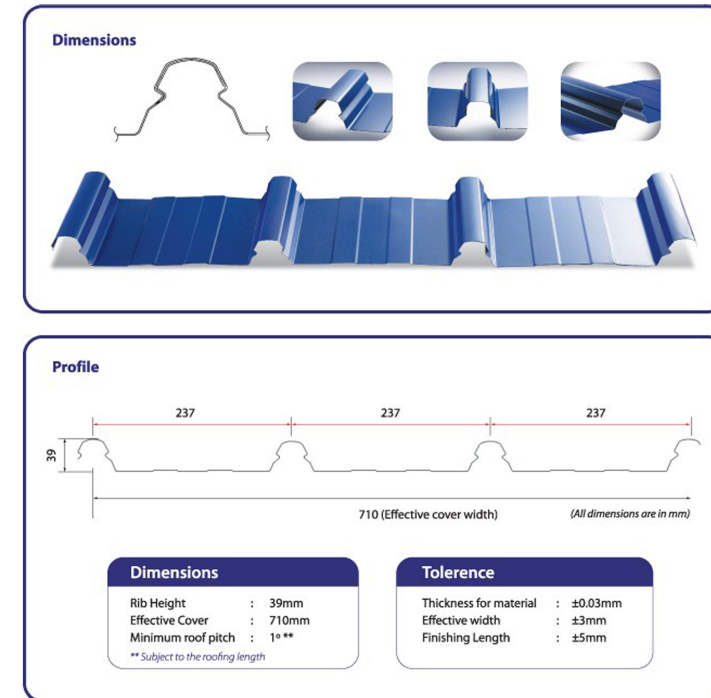 Dimensions
Profile
237 237 237
39
710 (Effective cover width) (All dimensions are in mm)
Dimensions
Rib Height : 39mm
Effective Cover : 710mm
Minimum roof pitch : 1º **
** Subject to the roofing length
Tolerence
Thickness for material : ±0.03mm
Effective width : ±3mm
Finishing Length : ±5mm